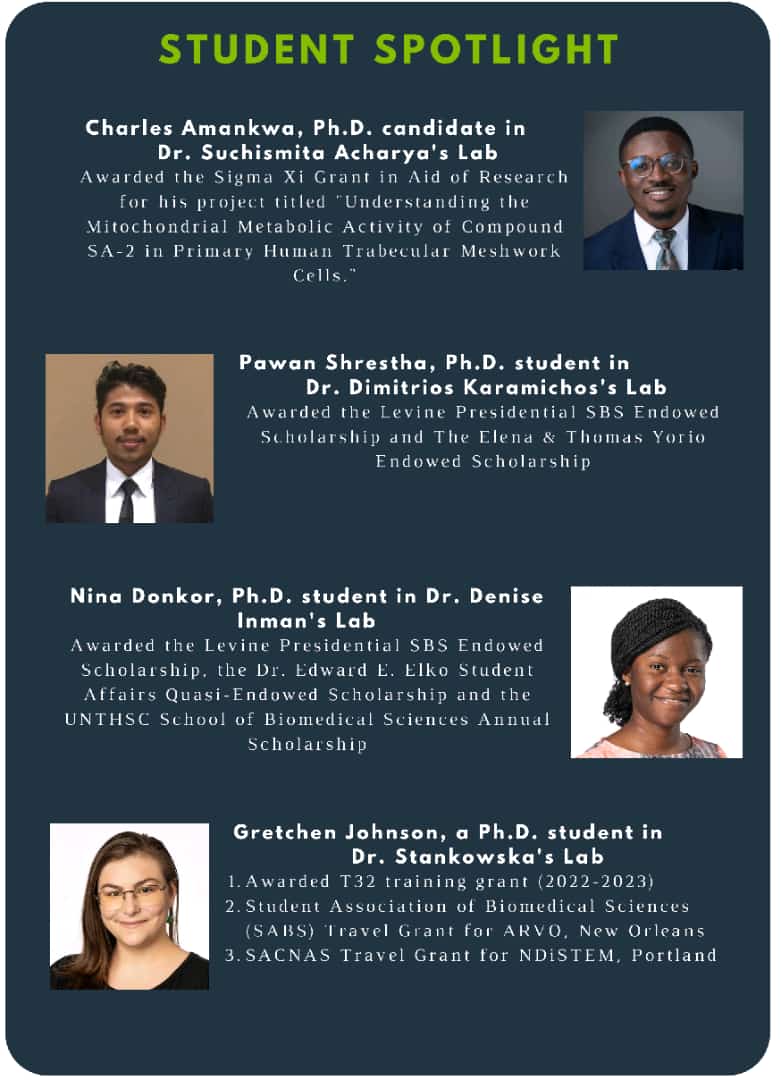 STUDENT SPOTLIGHT
Charles Amankwa, Ph.D. candidate in
Dr. Suchismita Acharya's Lab
Awarded the Sigma Xi Grant in Aid of Research
for his project titled "Understanding the
Mitochondrial Metabolic Activity of Compound
SA-2 in Primary Human Trabecular Meshwork
Cells."
Pawan Shrestha, Ph.D. student in
Dr. Dimitrios Karamichos's Lab
Awarded the Levine Presidential SBS Endowed
Scholarship and The Elena & Thomas Yorio
Endowed Scholarship
Nina Donkor, Ph.D. student in Dr. Denise
Inman's Lab
Awarded the Levine Presidential SBS Endowed
Scholarship, the Dr. Edward E. Elko Student
Affairs Quasi-Endowed Scholarship and the
UNTHSC School of Biomedical Sciences Annual
Scholarship
Gretchen Johnson, a Ph.D. student in
Dr. Stankowska's Lab
1. Awarded T32 training grant (2022-2023)
2. Student Association of Biomedical Sciences
(SABS) Travel Grant for ARVO, New Orleans
3. SACNAS Travel Grant for NDiSTEM, Portland